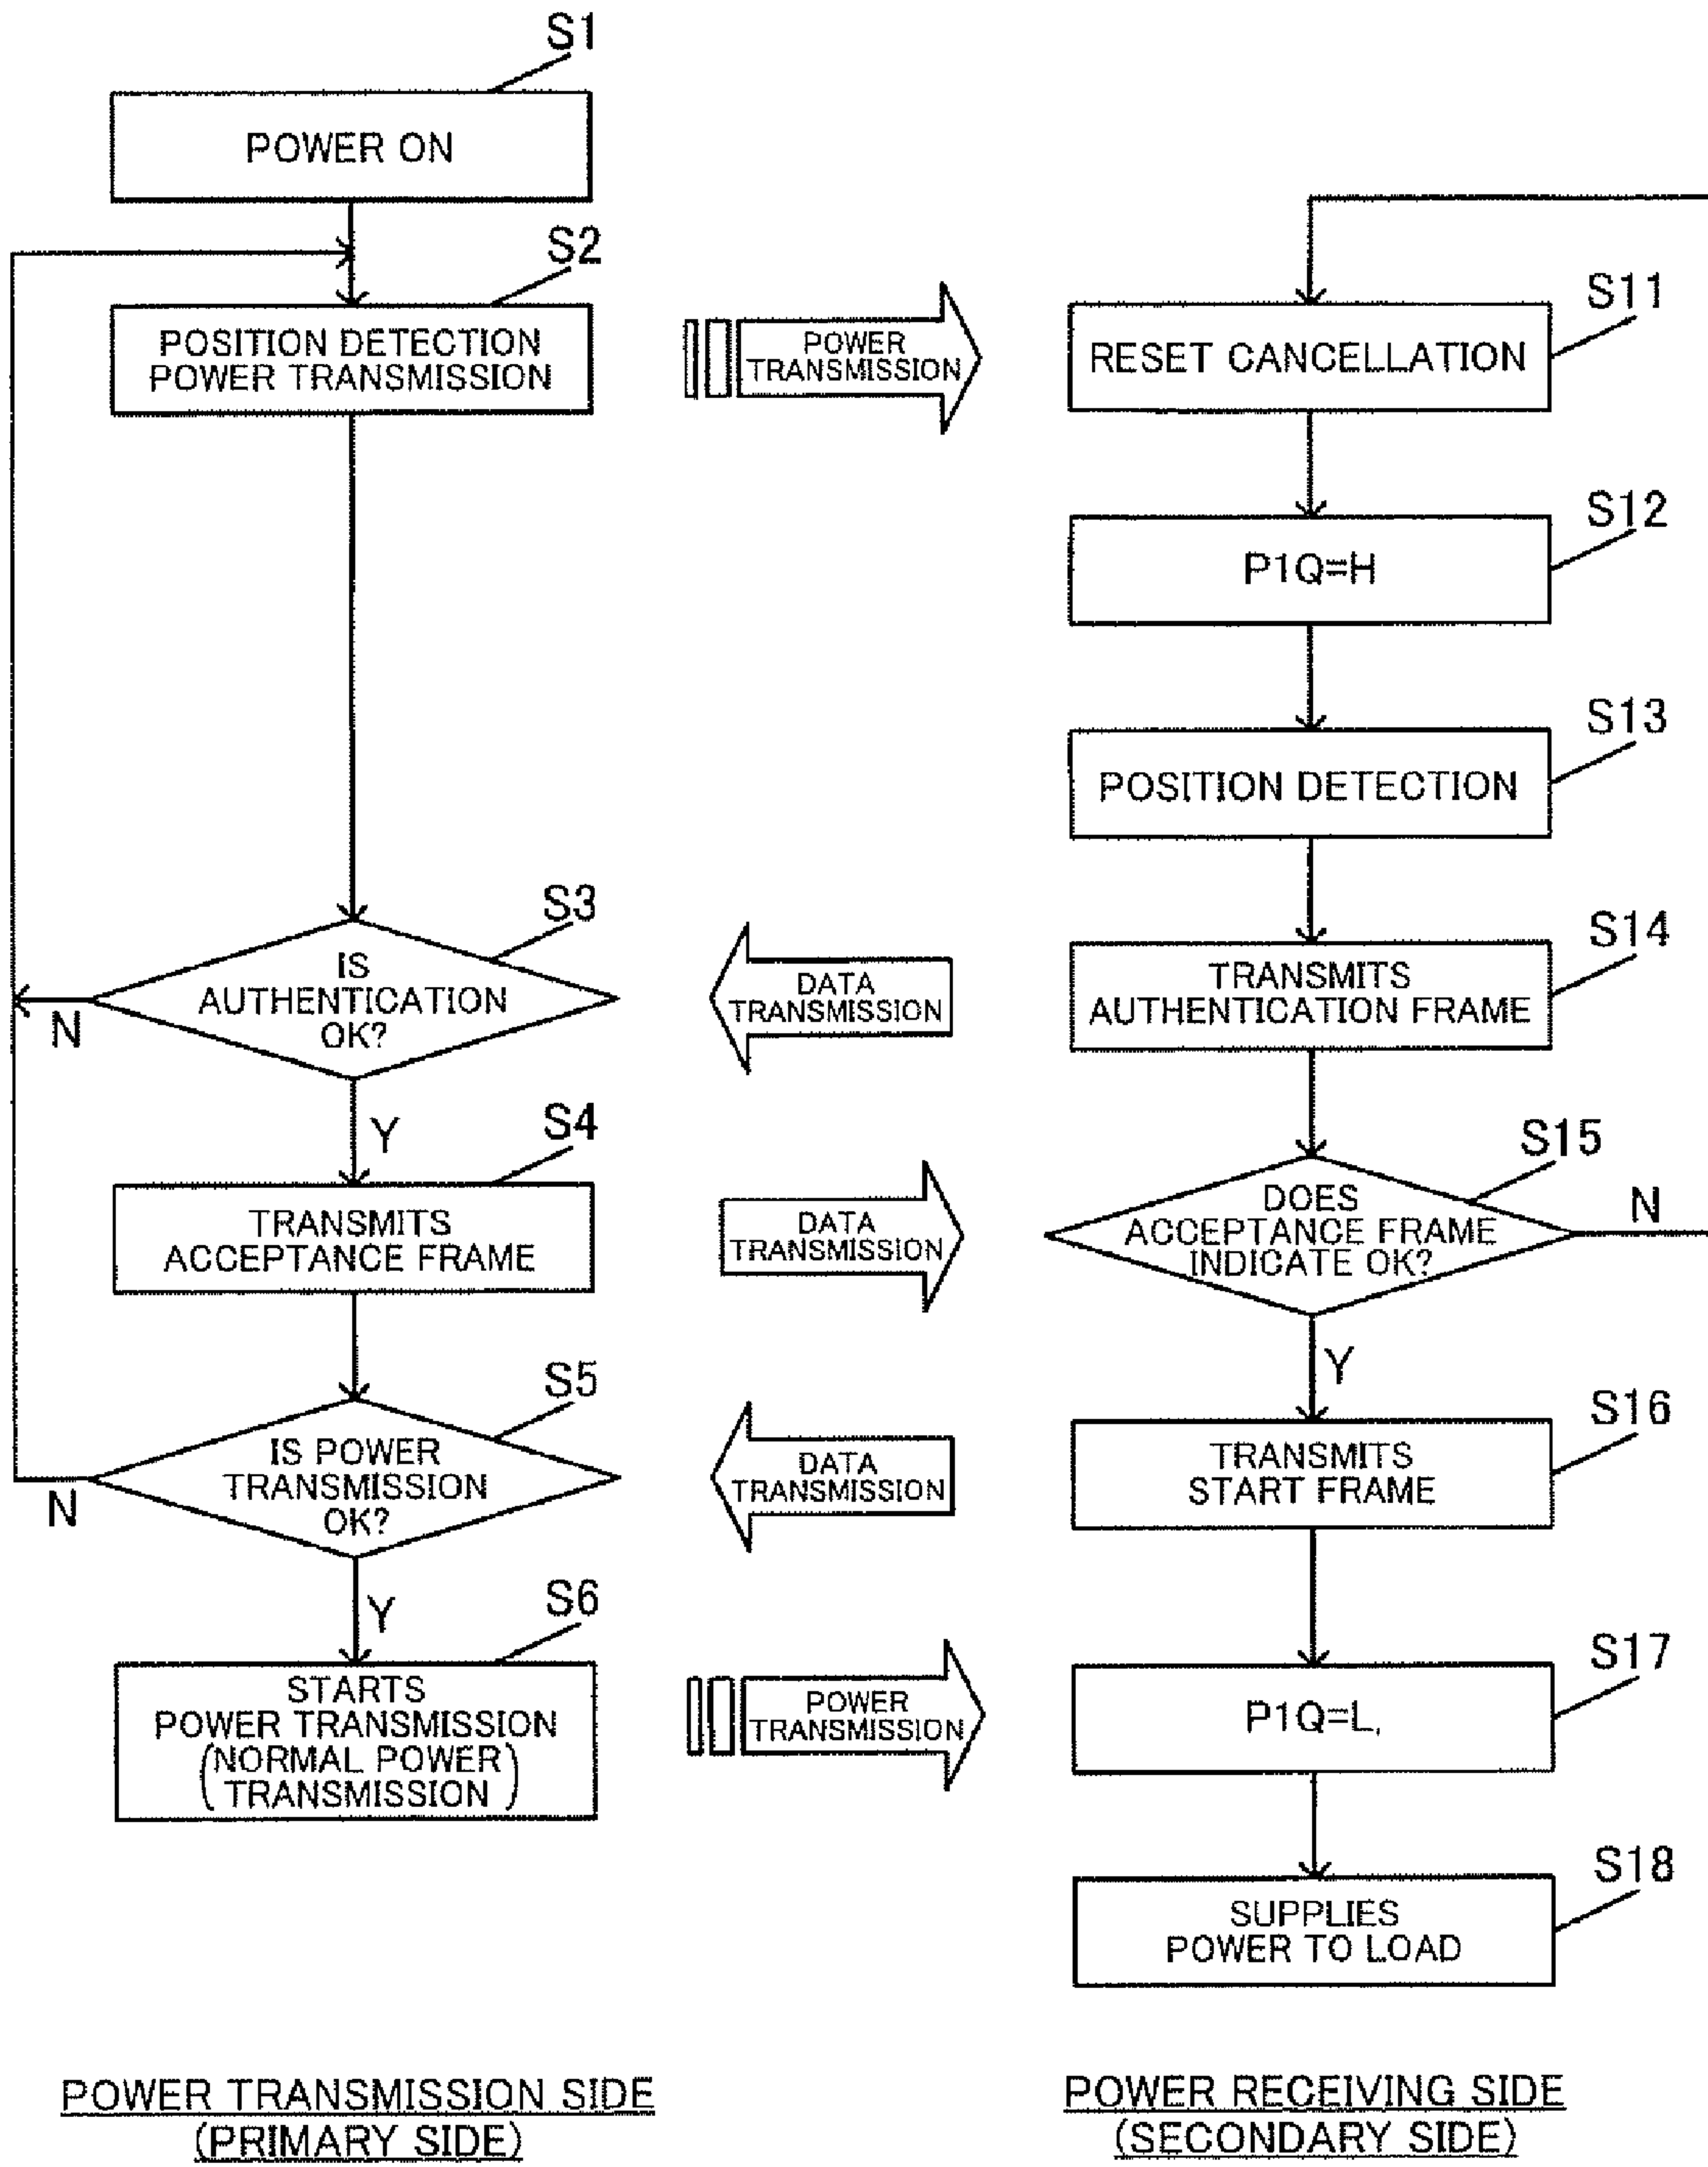 S1
POWER ON
S2
POSITION DETECTION
POWER TRANSMISSION
POWER
TRANSMISSION
S11
RESET CANCELLATION
S12
P1Q=H
S13
POSITION DETECTION
S3
IS
AUTHENTICATION
OK?
N
Y
DATA
TRANSMISSION
S14
TRANSMITS
AUTHENTICATION FRAME
S4
TRANSMITS
ACCEPTANCE FRAME
DATA
TRANSMISSION
S15
DOES
ACCEPTANCE FRAME
INDICATE OK?
N
Y
S5
IS POWER
TRANSMISSION
OK?
N
Y
DATA
TRANSMISSION
S16
TRANSMITS
START FRAME
S6
STARTS
POWER TRANSMISSION
(NORMAL POWER
TRANSMISSION)
POWER
TRANSMISSION
S17
P1Q=L,
S18
SUPPLIES
POWER TO LOAD
POWER TRANSMISSION SIDE
(PRIMARY SIDE)
POWER RECEIVING SIDE
(SECONDARY SIDE)